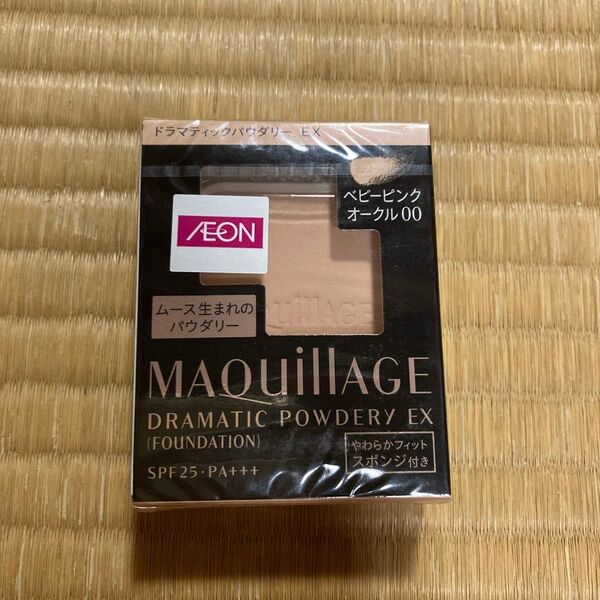 ドラマティックパウダリー EX
ベビーピンク
オークル00
ÆON
ムース生まれの
パウダリー
QuillAGE
MAQuillAGE
DRAMATIC POWDERY EX
(FOUNDATION)
やわらかフィット
スポンジ付き
SPF25・PA+++